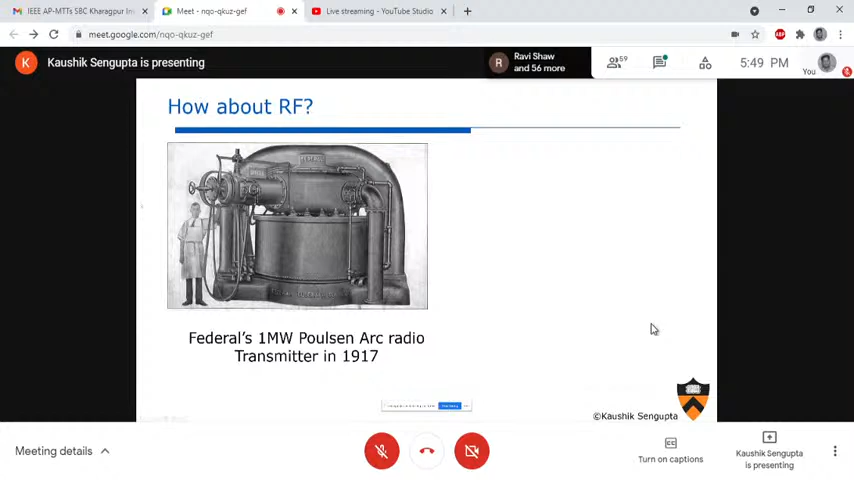 IEEE AP-MTTS SBC Kharagpur In
Meet - nqo-qkuz-gef
Live streaming - YouTube Studio
meet.google.com/nqo-qkuz-gef
ABP
K
Kaushik Sengupta is presenting
R
Ravi Shaw
and 56 more
59
5:49 PM
You
How about RF?
FEDERAL
Federal's 1MW Poulsen Arc radio
Transmitter in 1917
©Kaushik Sengupta
Meeting details
Turn on captions
Kaushik Sengupta
is presenting